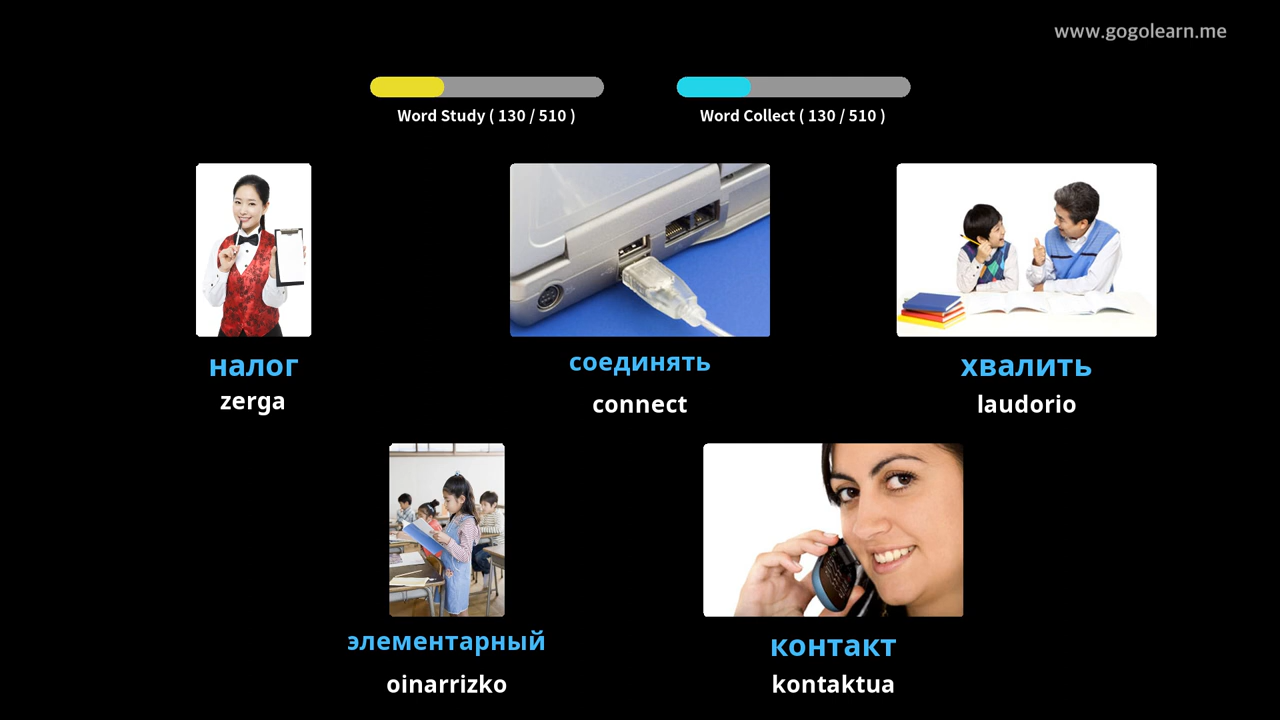 www.gogolearn.me
Word Study ( 130 / 510 )
Word Collect ( 130 / 510 )
налог
zerga
соединять
connect
хвалить
laudorio
элементарный
oinarrizko
контакт
kontaktua